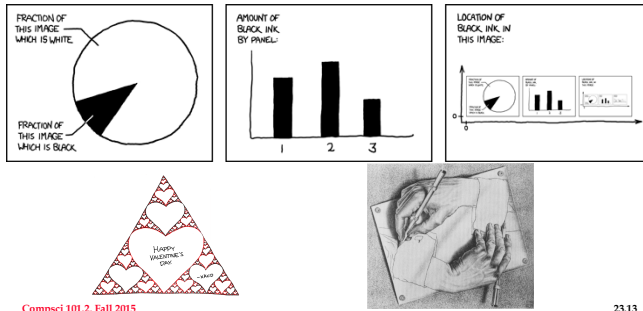 FRACTION OF
THIS IMAGE
WHICH IS WHITE
FRACTION OF
THIS IMAGE
WHICH IS BLACK
AMOUNT OF
BLACK INK
BY PANEL:
1 2 3
LOCATION OF
BLACK INK IN
THIS IMAGE:
0
0
HAPPY
VALENTINE'S
DAY
-XKCD
Compsci 101.2, Fall 2015
23.13